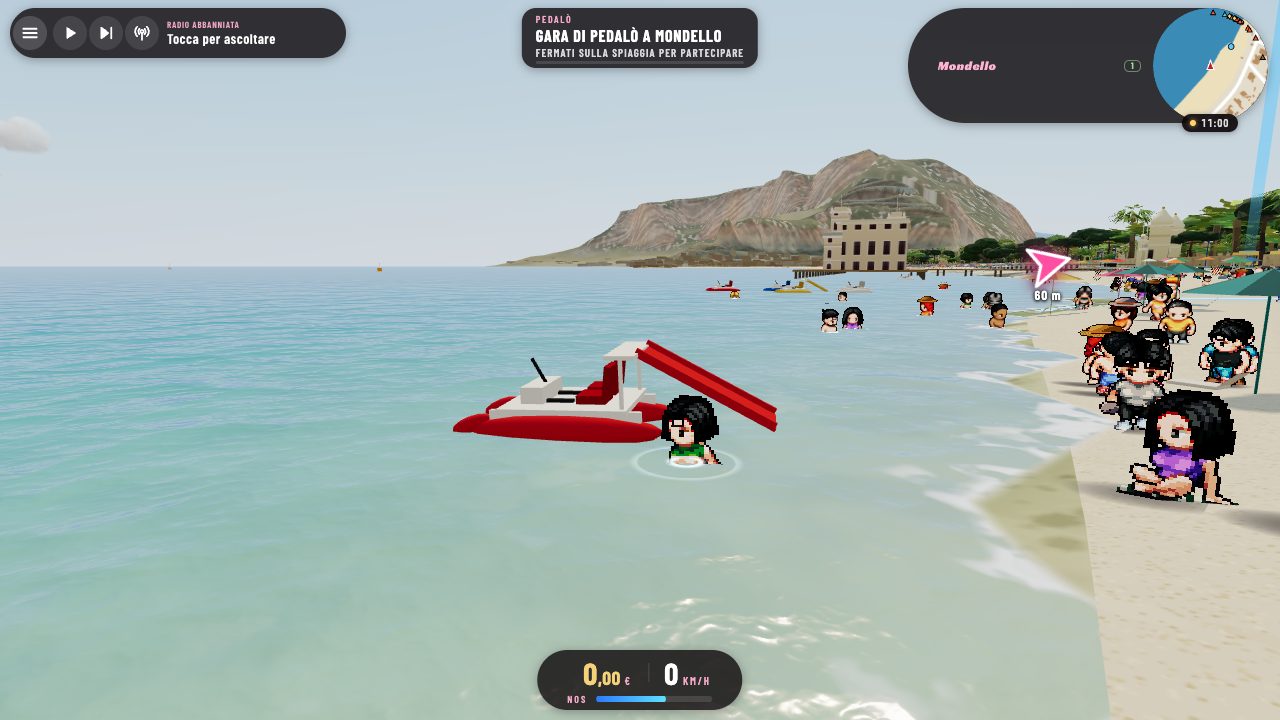 RADIO ABBANNIATA
Tocca per ascoltare
PEDALÒ
GARA DI PEDALÒ A MONDELLO
FERMATI SULLA SPIAGGIA PER PARTECIPARE
Mondello
1
11:00
80 m
0,00 €
0 KM/H
NOS